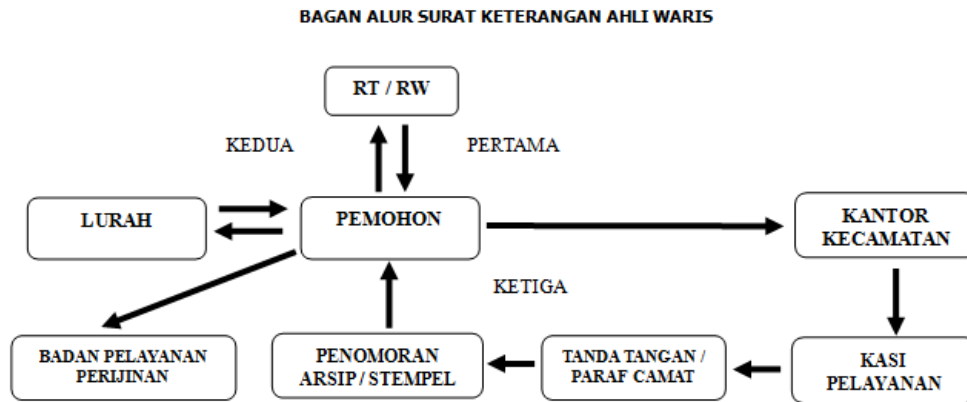 BAGAN ALUR SURAT KETERANGAN AHLI WARIS
RT / RW
KEDUA
PERTAMA
LURAH
PEMOHON
KANTOR
KECAMATAN
KETIGA
BADAN PELAYANAN
PERIJINAN
PENOMORAN
ARSIP / STEMPEL
TANDA TANGAN /
PARAF CAMAT
KASI
PELAYANAN